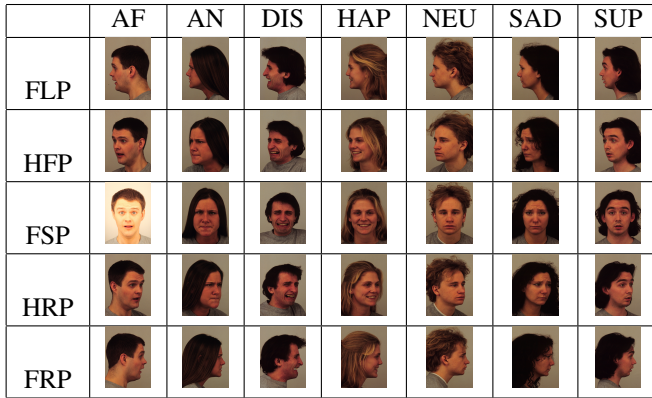 AF AN DIS HAP NEU SAD SUP
FLP
HFP
FSP
HRP
FRP